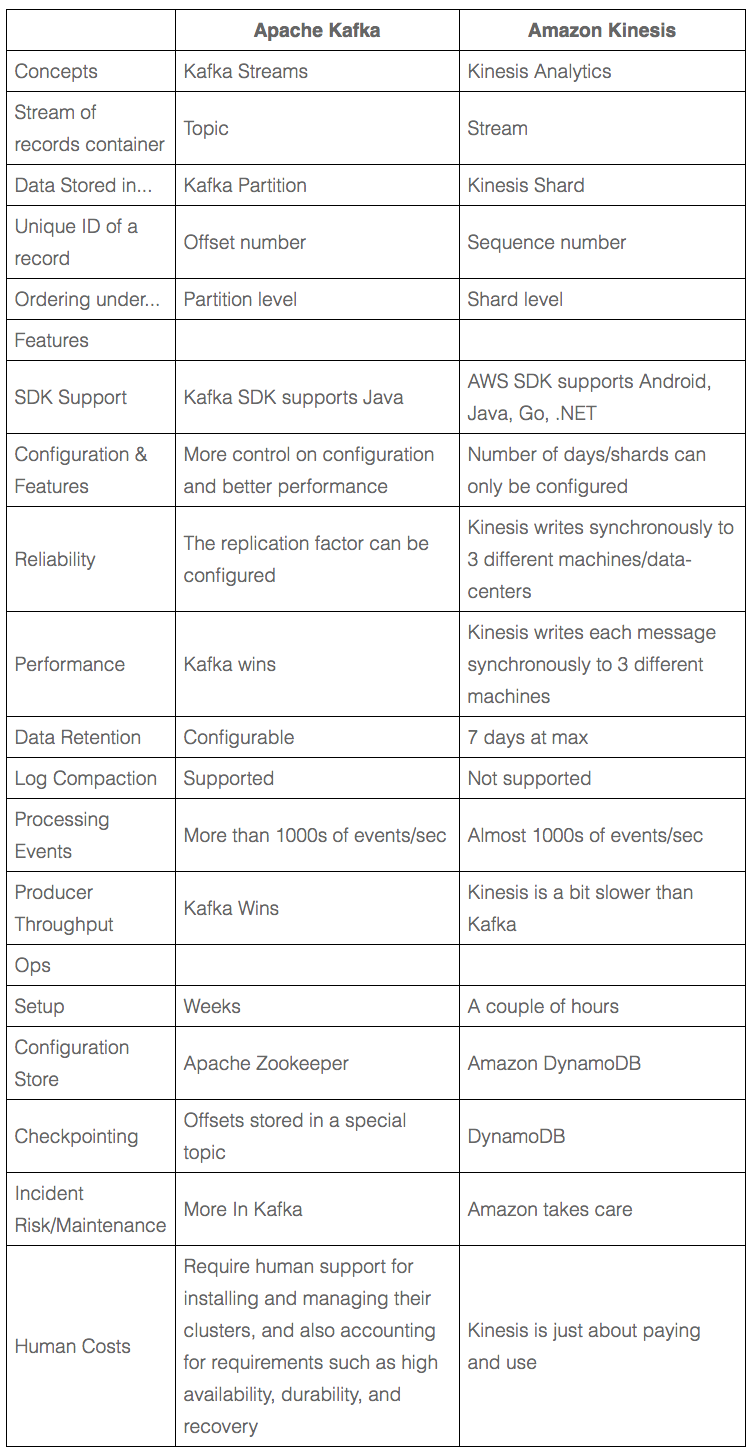 Apache Kafka
Amazon Kinesis
Concepts
Kafka Streams
Kinesis Analytics
Stream of
records container
Topic
Stream
Data Stored in...
Kafka Partition
Kinesis Shard
Unique ID of a
record
Offset number
Sequence number
Ordering under...
Partition level
Shard level
Features
SDK Support
Kafka SDK supports Java
AWS SDK supports Android,
Java, Go, .NET
Configuration &
Features
More control on configuration
and better performance
Number of days/shards can
only be configured
Reliability
The replication factor can be
configured
Kinesis writes synchronously to
3 different machines/data-
centers
Performance
Kafka wins
Kinesis writes each message
synchronously to 3 different
machines
Data Retention
Configurable
7 days at max
Log Compaction
Supported
Not supported
Processing
Events
More than 1000s of events/sec
Almost 1000s of events/sec
Producer
Throughput
Kafka Wins
Kinesis is a bit slower than
Kafka
Ops
Setup
Weeks
A couple of hours
Configuration
Store
Apache Zookeeper
Amazon DynamoDB
Checkpointing
Offsets stored in a special
topic
DynamoDB
Incident
Risk/Maintenance
More In Kafka
Amazon takes care
Human Costs
Require human support for
installing and managing their
clusters, and also accounting
for requirements such as high
availability, durability, and
recovery
Kinesis is just about paying
and use